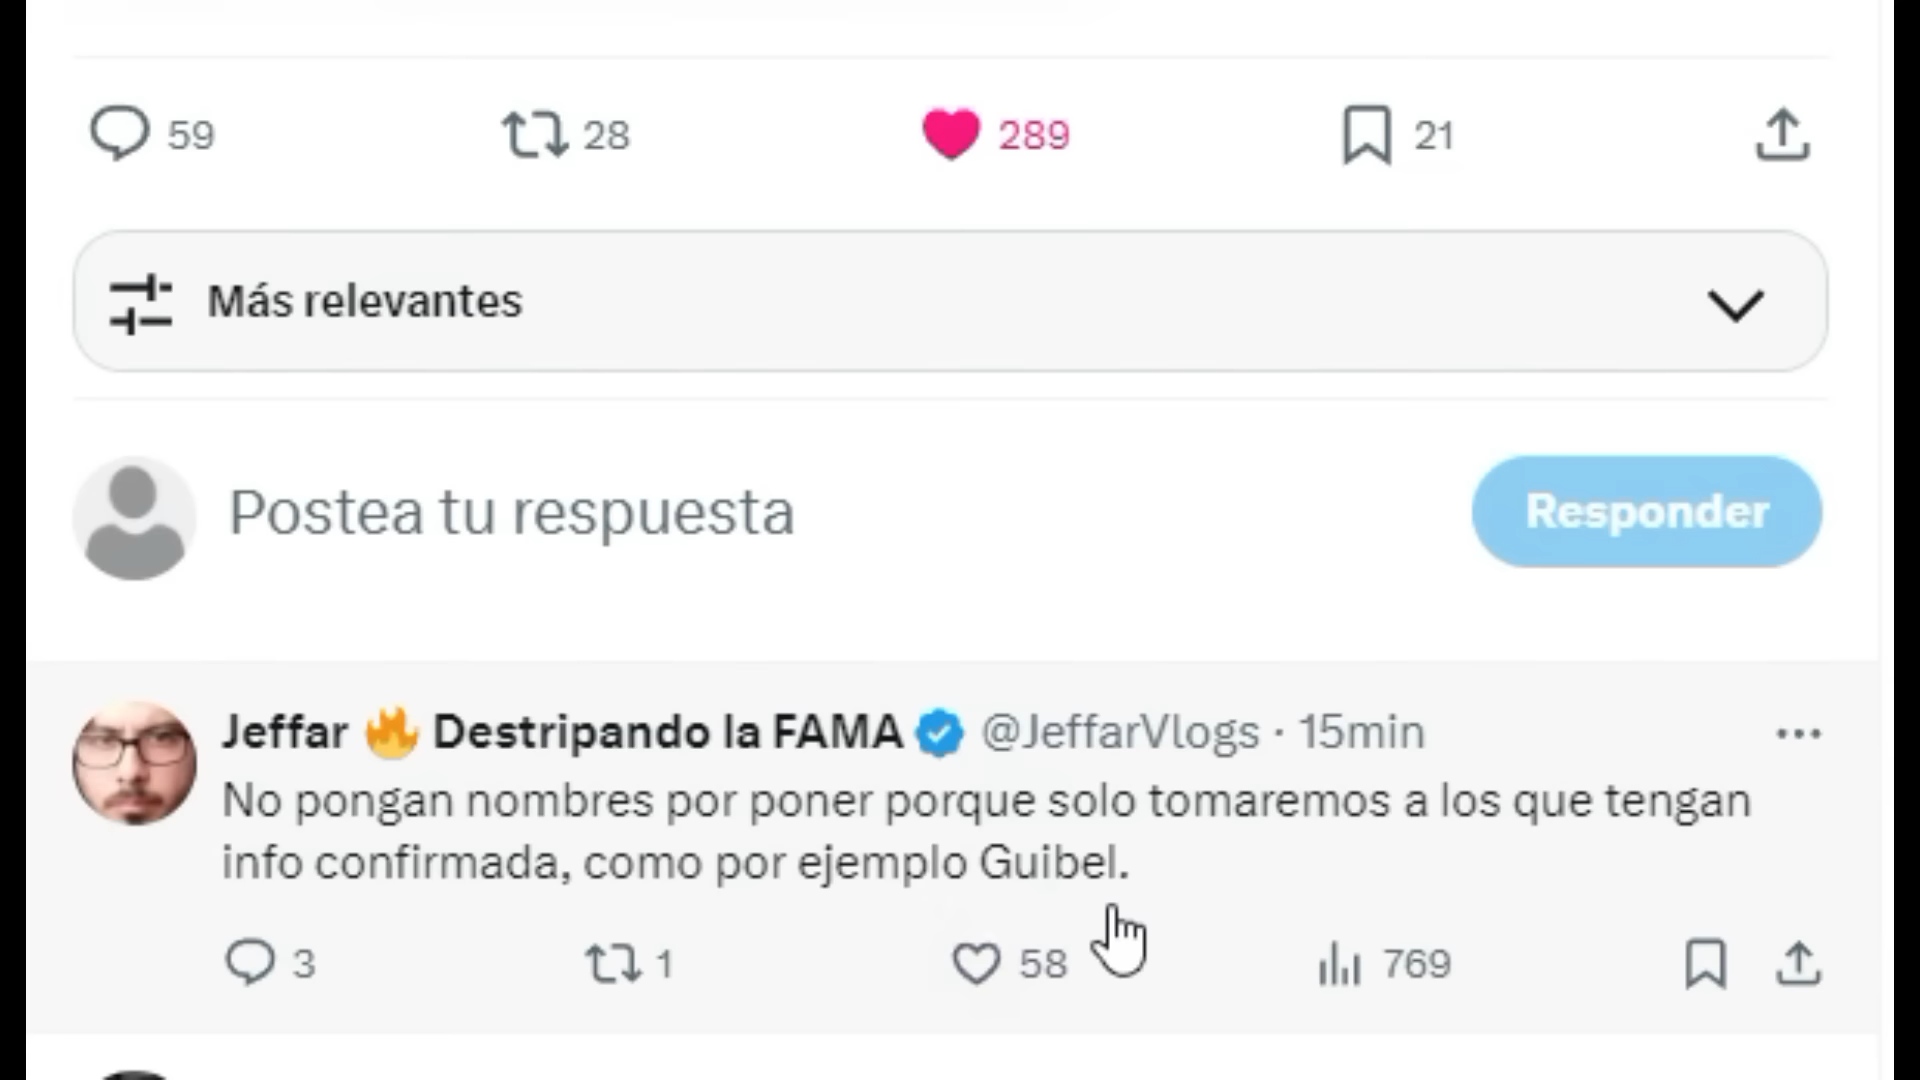 59 28 289 21
Más relevantes
Postea tu respuesta
Responder
Jeffar 🔥 Destripando la FAMA @JeffarVlogs · 15min
No pongan nombres por poner porque solo tomaremos a los que tengan
info confirmada, como por ejemplo Guibel.
3 1 58 769